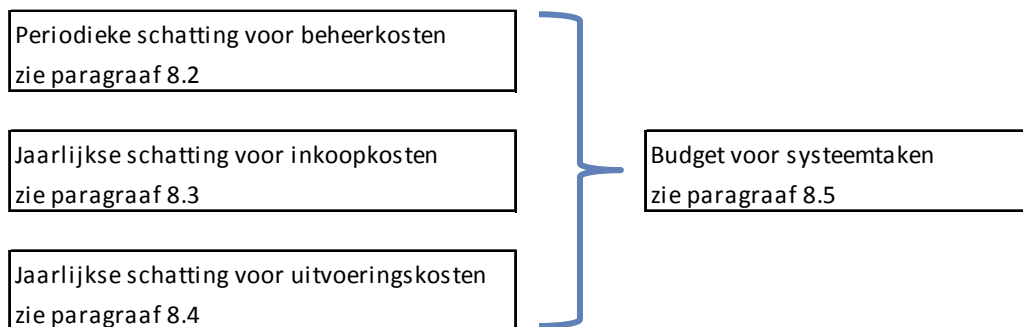 Periodieke schatting voor beheerkosten
zie paragraaf 8.2
Jaarlijkse schatting voor inkoopkosten
zie paragraaf 8.3
Jaarlijkse schatting voor uitvoeringskosten
zie paragraaf 8.4
Budget voor systeemtaken
zie paragraaf 8.5